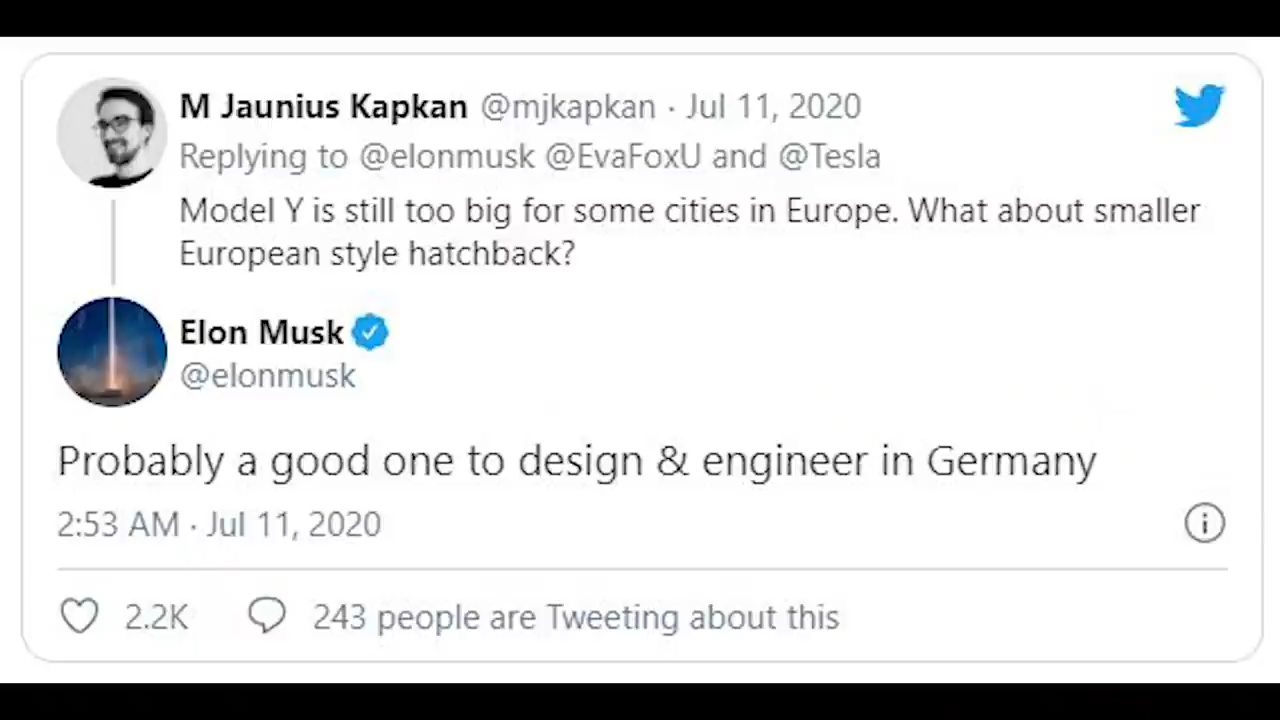 M Jaunius Kapkan @mjkapkan · Jul 11, 2020
Replying to @elonmusk @EvaFoxU and @Tesla
Model Y is still too big for some cities in Europe. What about smaller
European style hatchback?
Elon Musk
@elonmusk
Probably a good one to design & engineer in Germany
2:53 AM · Jul 11, 2020
2.2K 243 people are Tweeting about this